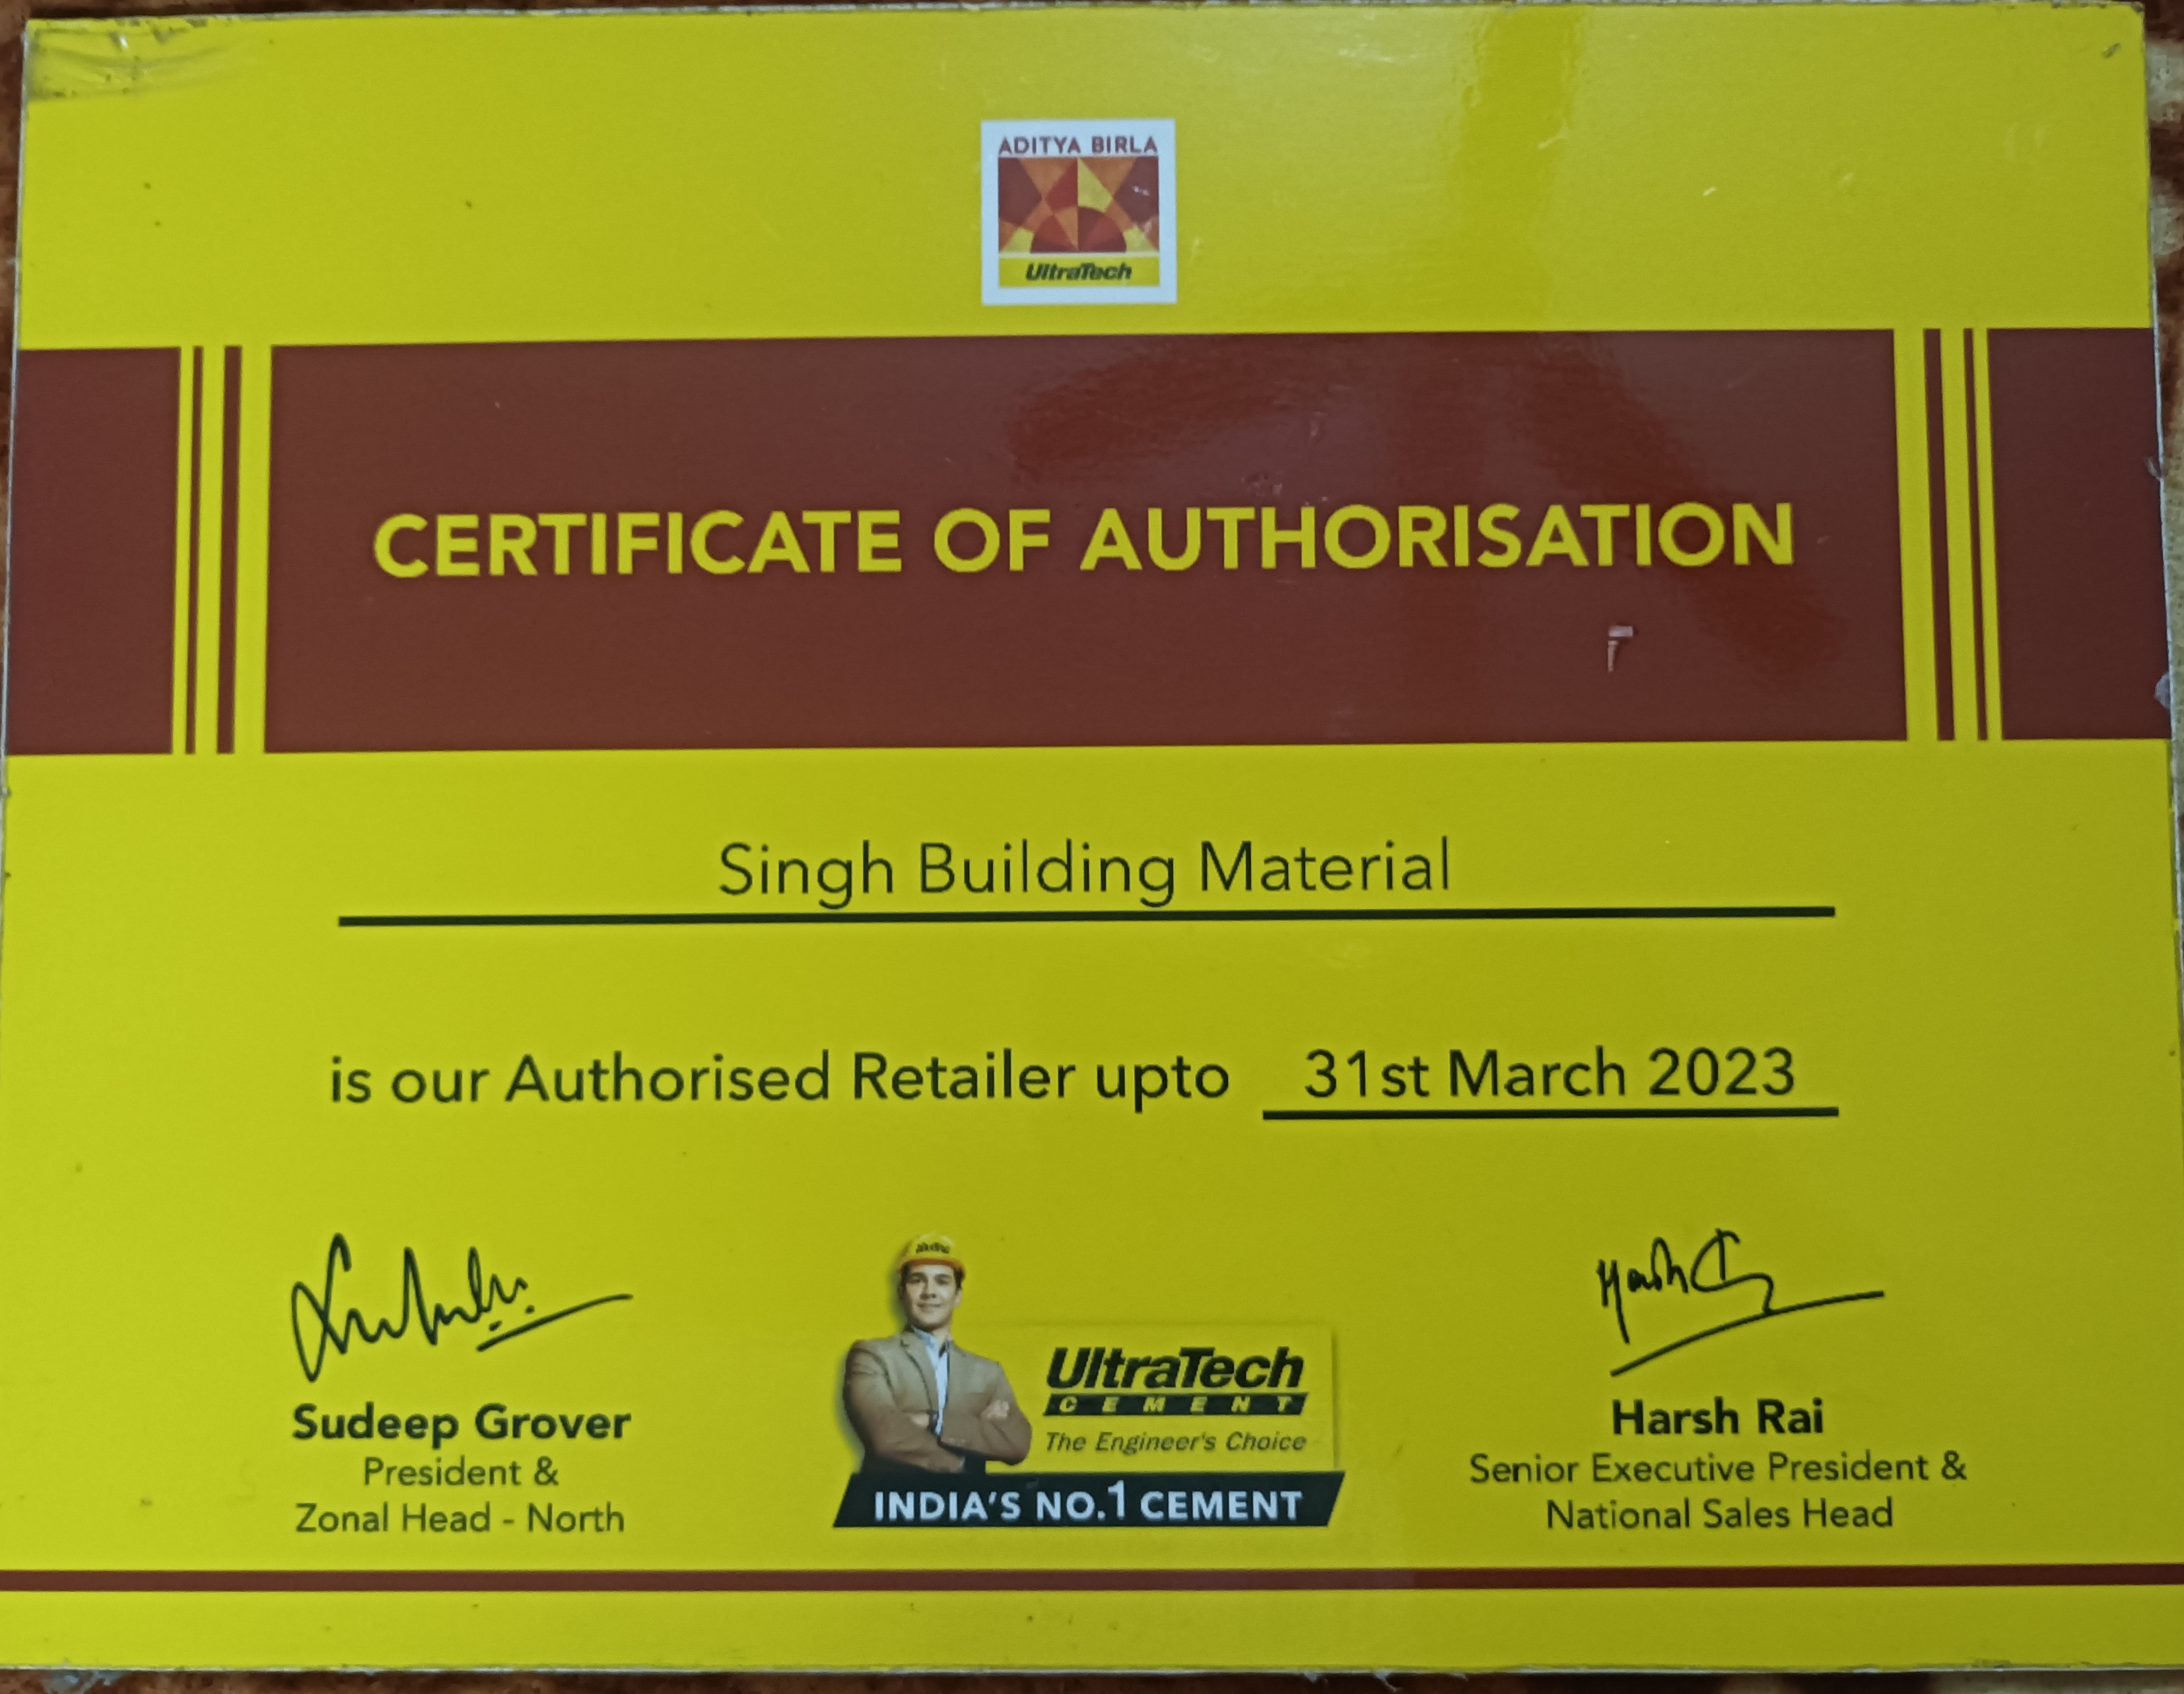 ADITYA BIRLA
UltraTech
CERTIFICATE OF AUTHORISATION
Singh Building Material
is our Authorised Retailer upto 31st March 2023
Sudeep Grover
President &
Zonal Head - North
UltraTech
CEMENT
The Engineer's Choice
INDIA'S NO.1 CEMENT
Harsh Rai
Senior Executive President &
National Sales Head